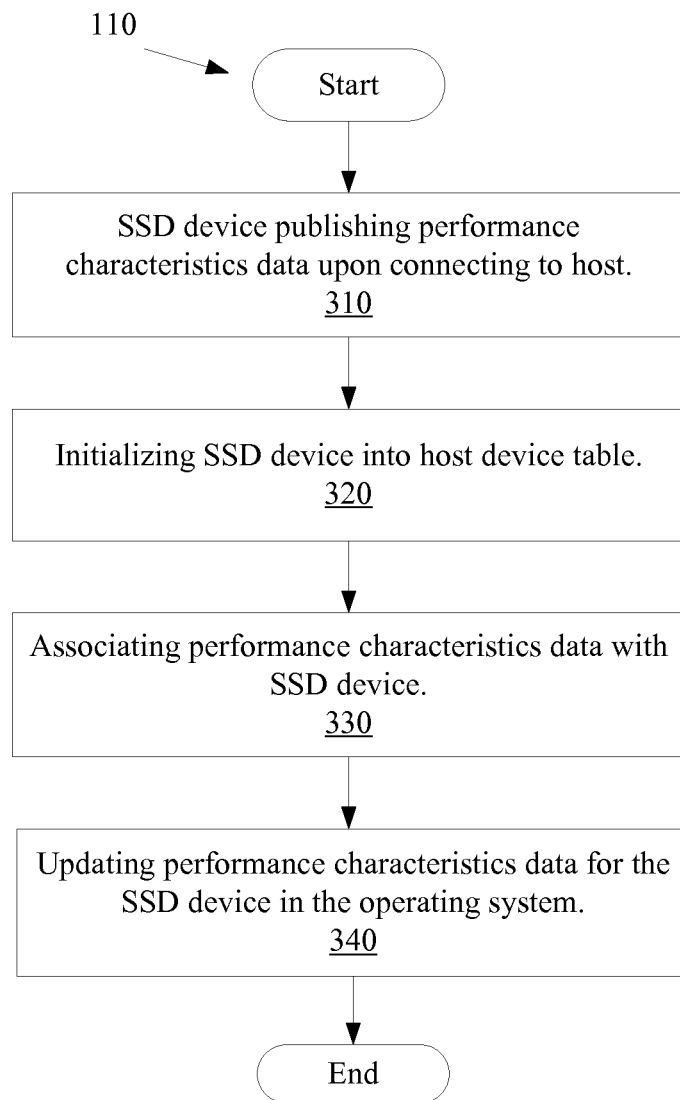 110
Start
SSD device publishing performance
characteristics data upon connecting to host.
310
Initializing SSD device into host device table.
320
Associating performance characteristics data with
SSD device.
330
Updating performance characteristics data for the
SSD device in the operating system.
340
End